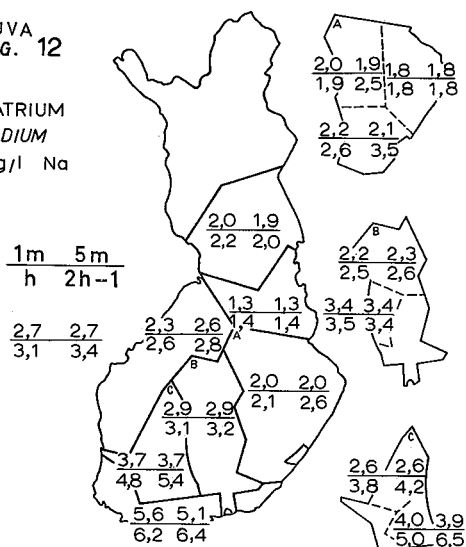 UVA
G. 12
ATRIUM
DIUM
g/l Na
1m 5m
h 2h-1
2,7 2,7
3,1 3,4
2,0 1,9
2,2 2,0
1,3 1,3
1,4 1,4
2,3 2,6
2,6 2,8
A
B
C
2,0 2,0
2,1 2,6
2,9 2,9
3,1 3,2
3,7 3,7
4,8 5,4
5,6 5,1
6,2 6,4
A
2,0 1,9 1,8 1,8
1,9 2,5 1,8 1,8
2,2 2,1
2,6 3,5
B
2,2 2,3
2,5 2,6
3,4 3,4
3,5 3,4
C
2,6 2,6
3,8 4,2
4,0 3,9
5,0 6,5